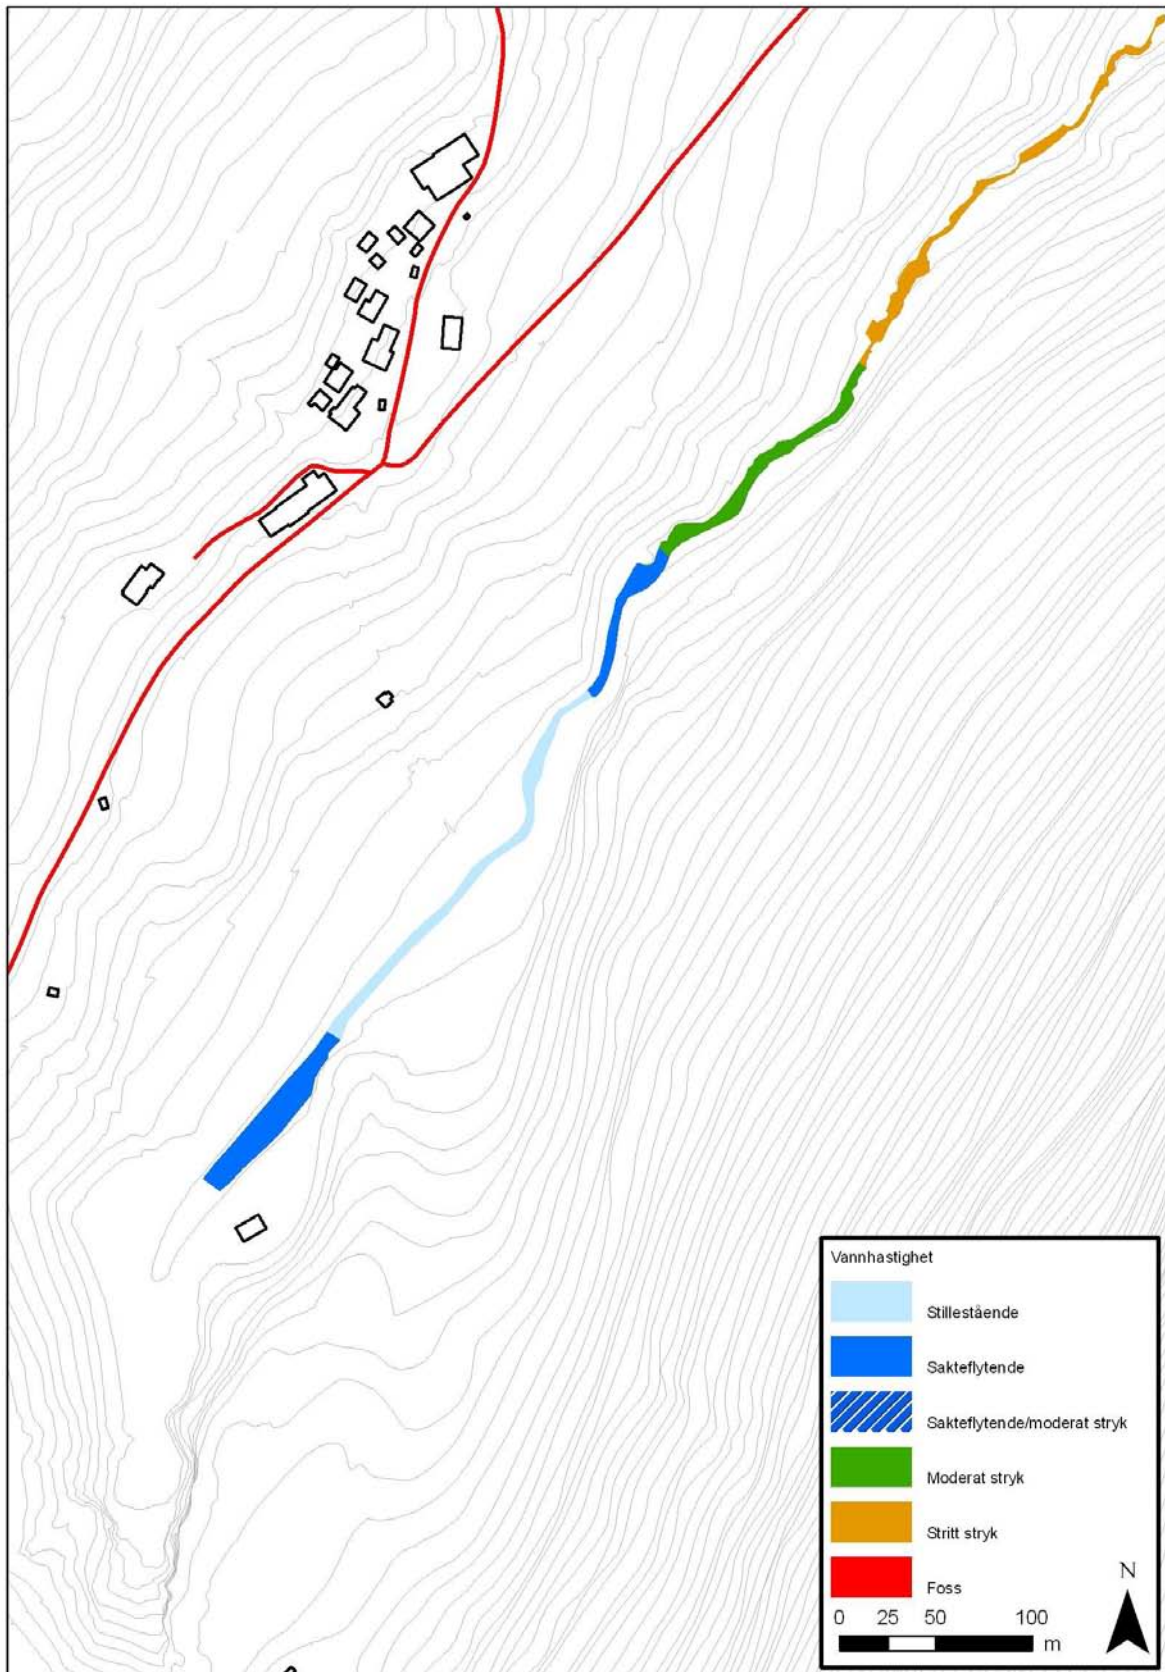 Vannhastighet
Stillestående
Sakteflytende
Sakteflytende/moderat stryk
Moderat stryk
Stritt stryk
Foss
N
0 25 50 100
m